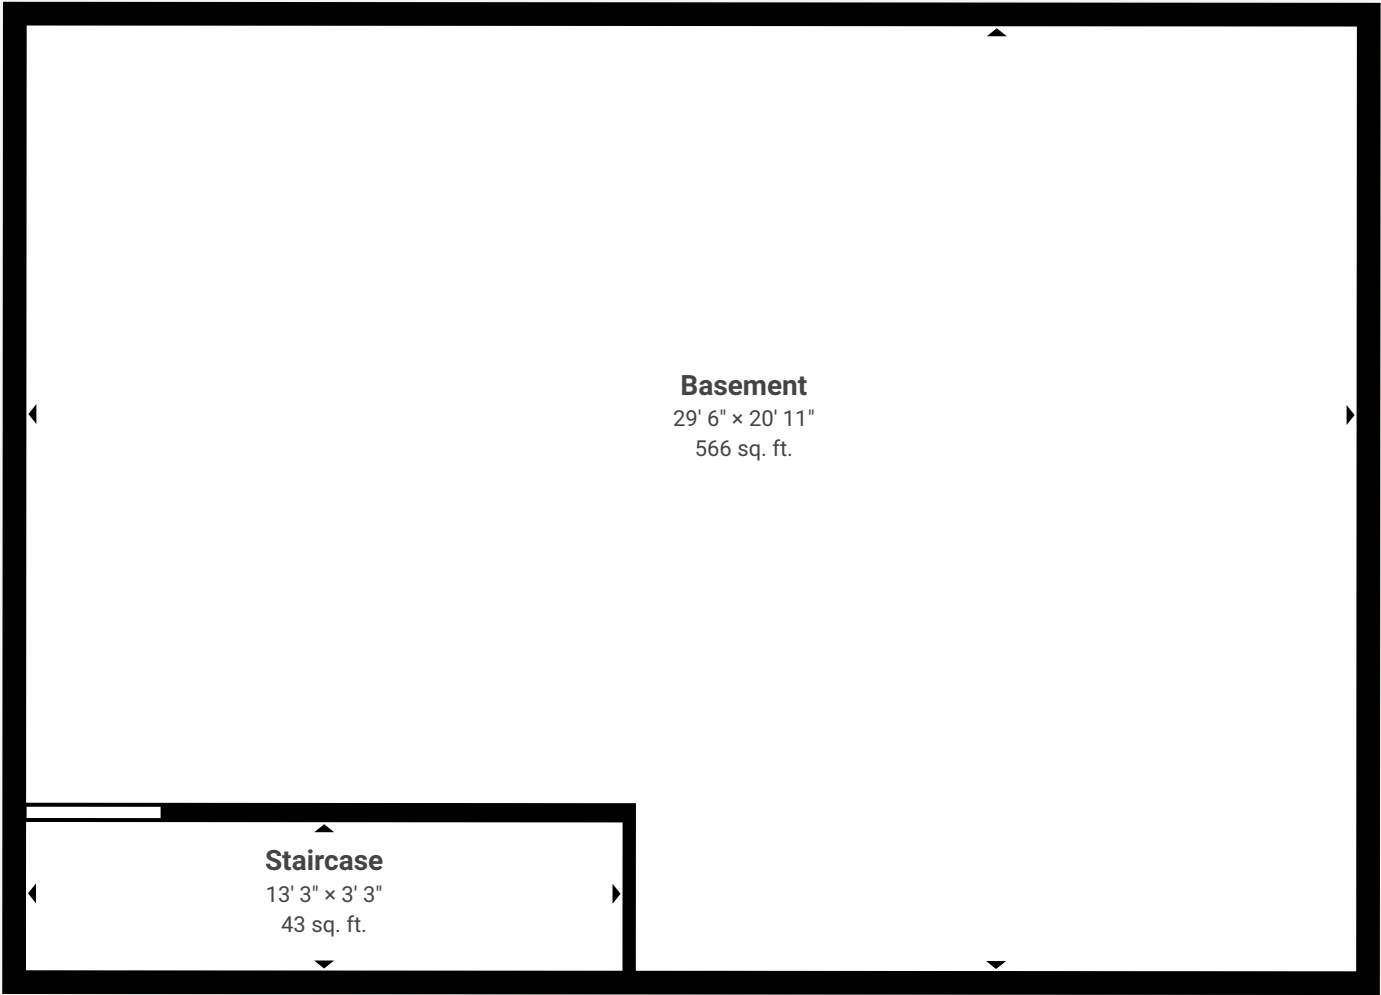 Basement
29' 6" × 20' 11"
566 sq. ft.
Staircase
13' 3" × 3' 3"
43 sq. ft.